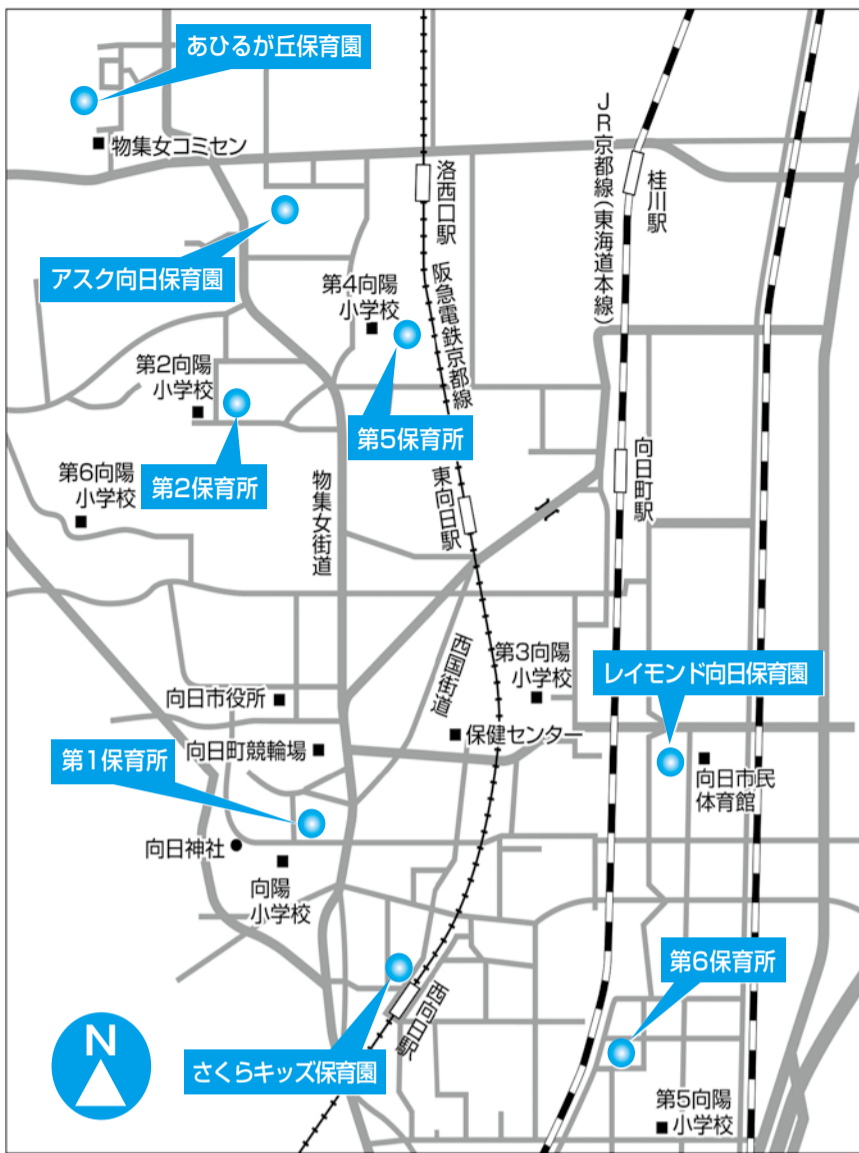 あひるが丘保育園
物集女コミセン
JR京都線(東海道本線)
洛西口駅
桂川駅
アスク向日保育園
阪急電鉄京都線
第4向陽
小学校
第2向陽
小学校
第5保育所
第2保育所
第6向陽
小学校
物集女街道
東向日駅
向日町駅
西国街道
第3向陽
小学校
レイモンド向日保育園
向日市役所
保健センター
向日町競輪場
第1保育所
向日市民
体育館
向日神社
向陽
小学校
第6保育所
西向日駅
N
さくらキッズ保育園
第5向陽
小学校